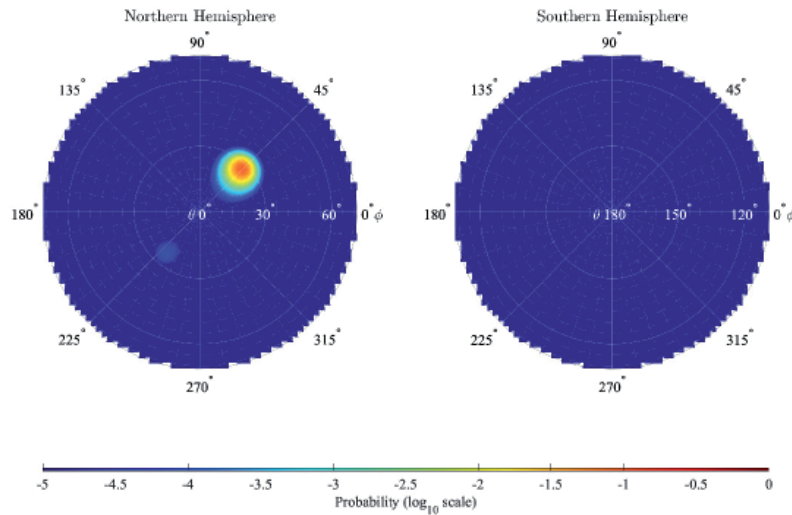 Northern Hemisphere
90°
135°
45°
180°
θ 0°
30°
60°
0° ϕ
225°
315°
270°
Southern Hemisphere
90°
135°
45°
180°
θ 180°
150°
120°
0° ϕ
225°
315°
270°
-5 -4.5 -4 -3.5 -3 -2.5 -2 -1.5 -1 -0.5 0
Probability (log10 scale)